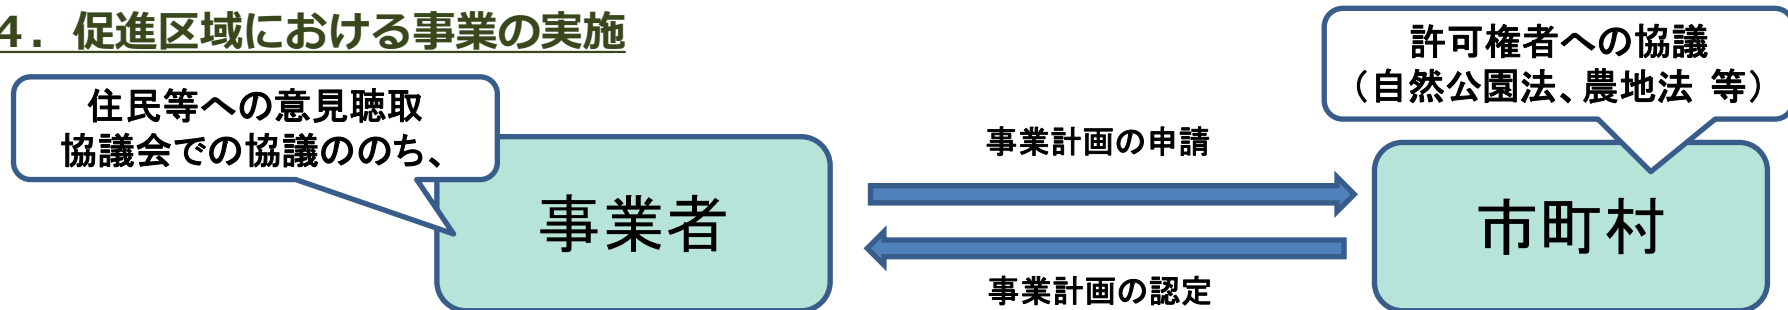 4．促進区域における事業の実施
住民等への意見聴取
協議会での協議ののち、
事業者
事業計画の申請
事業計画の認定
許可権者への協議
（自然公園法、農地法 等）
市町村